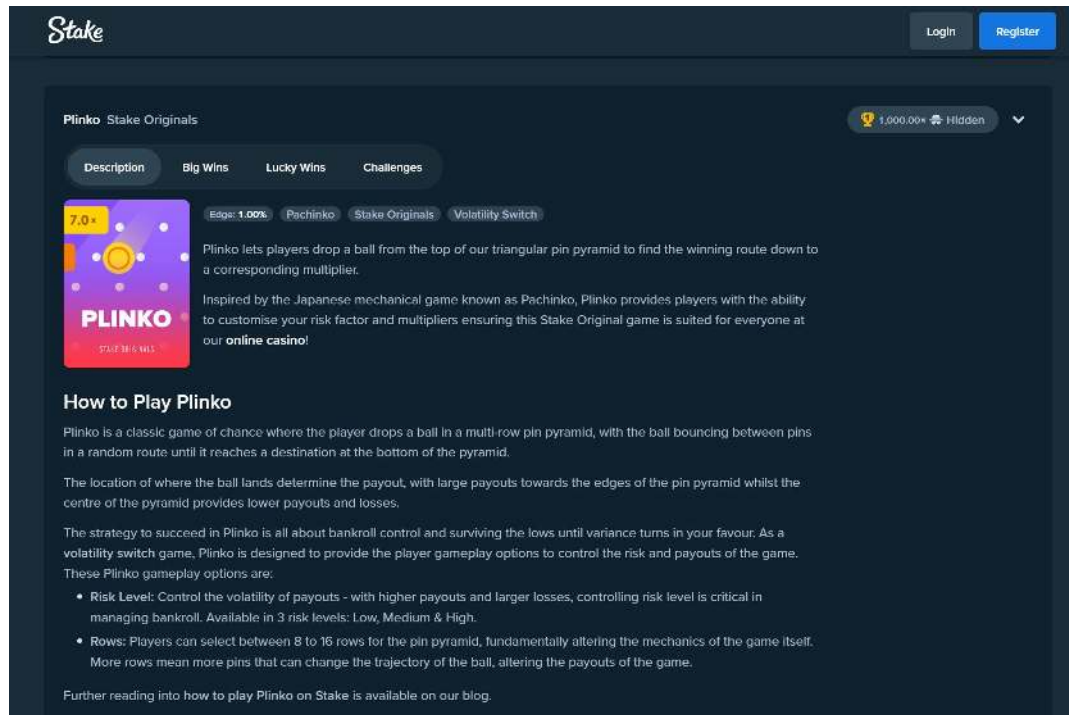 Stake
Login
Register
Plinko Stake Originals
1,000.00× Hidden
Description
Big Wins
Lucky Wins
Challenges
7.0×
PLINKO
Edge: 1.00%
Pachinko
Stake Originals
Volatility Switch
Plinko lets players drop a ball from the top of our triangular pin pyramid to find the winning route down to
a corresponding multiplier.
Inspired by the Japanese mechanical game known as Pachinko, Plinko provides players with the ability
to customise your risk factor and multipliers ensuring this Stake Original game is suited for everyone at
our online casino!
How to Play Plinko
Plinko is a classic game of chance where the player drops a ball in a multi-row pin pyramid, with the ball bouncing between pins
in a random route until it reaches a destination at the bottom of the pyramid.
The location of where the ball lands determine the payout, with large payouts towards the edges of the pin pyramid whilst the
centre of the pyramid provides lower payouts and losses.
The strategy to succeed in Plinko is all about bankroll control and surviving the lows until variance turns in your favour. As a
volatility switch game, Plinko is designed to provide the player gameplay options to control the risk and payouts of the game.
These Plinko gameplay options are:
• Risk Level: Control the volatility of payouts - with higher payouts and larger losses, controlling risk level is critical in
managing bankroll. Available in 3 risk levels: Low, Medium & High.
• Rows: Players can select between 8 to 16 rows for the pin pyramid, fundamentally altering the mechanics of the game itself.
More rows mean more pins that can change the trajectory of the ball, altering the payouts of the game.
Further reading into how to play Plinko on Stake is available on our blog.